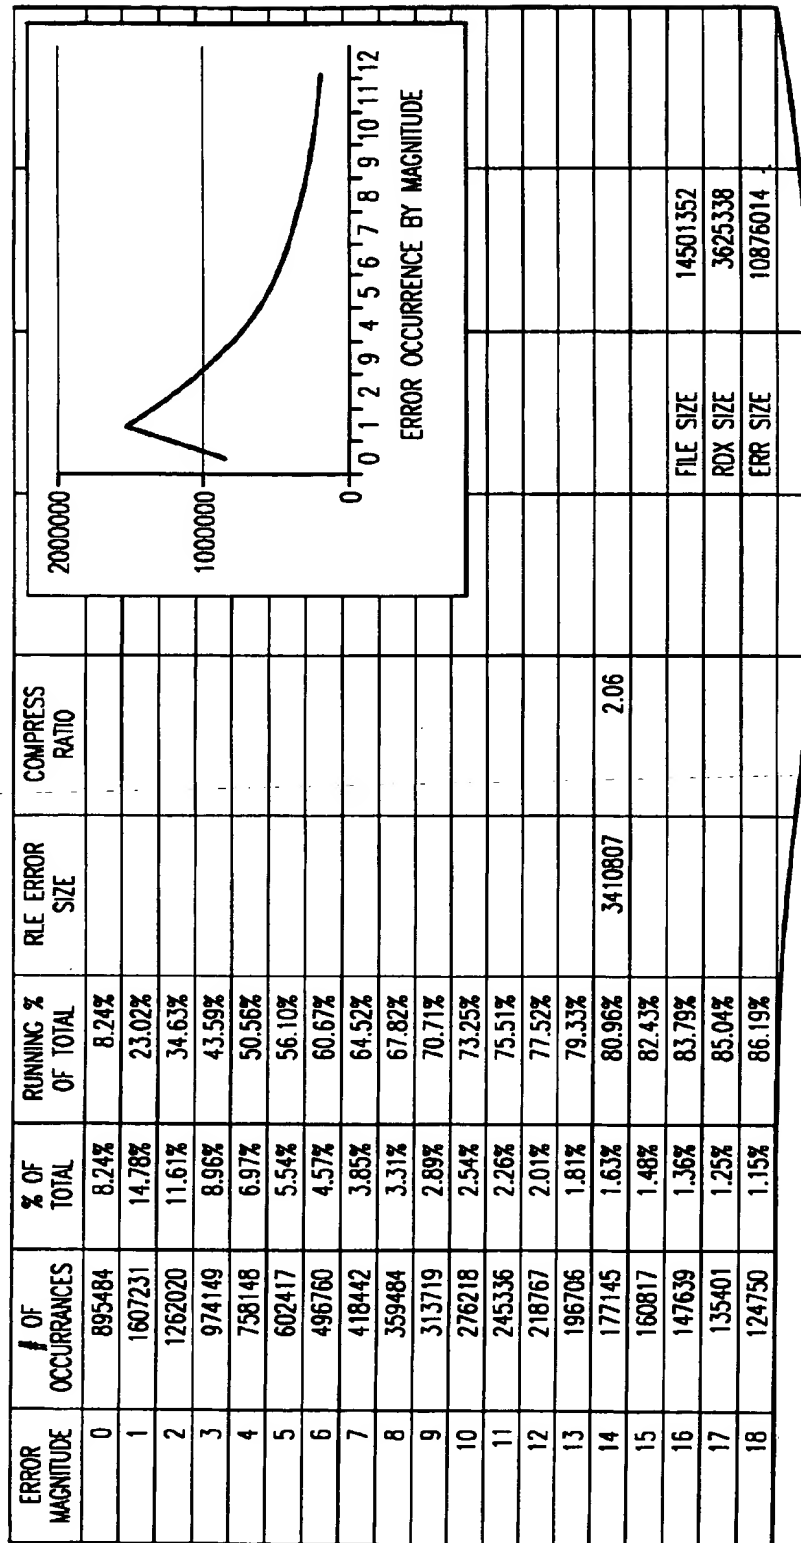 ERROR MAGNITUDE | # OF OCCURRANCES | % OF TOTAL | RUNNING % OF TOTAL | RLE ERROR SIZE | COMPRESS RATIO
0 895484 8.24% 8.24%
1 1607231 14.78% 23.02%
2 1262020 11.61% 34.63%
3 974149 8.96% 43.59%
4 758148 6.97% 50.56%
5 602417 5.54% 56.10%
6 496760 4.57% 60.67%
7 418442 3.85% 64.52%
8 359484 3.31% 67.82%
9 313719 2.89% 70.71%
10 276218 2.54% 73.25%
11 245336 2.26% 75.51%
12 218767 2.01% 77.52%
13 196706 1.81% 79.33%
14 177145 1.63% 80.96% 3410807 2.06
15 160817 1.48% 82.43%
16 147639 1.36% 83.79% FILE SIZE 14501352
17 135401 1.25% 85.04% RDX SIZE 3625338
18 124750 1.15% 86.19% ERR SIZE 10876014
2000000
1000000
0
0 1 2 9 4 5 6 7 8 9 10 11 12
ERROR OCCURRENCE BY MAGNITUDE